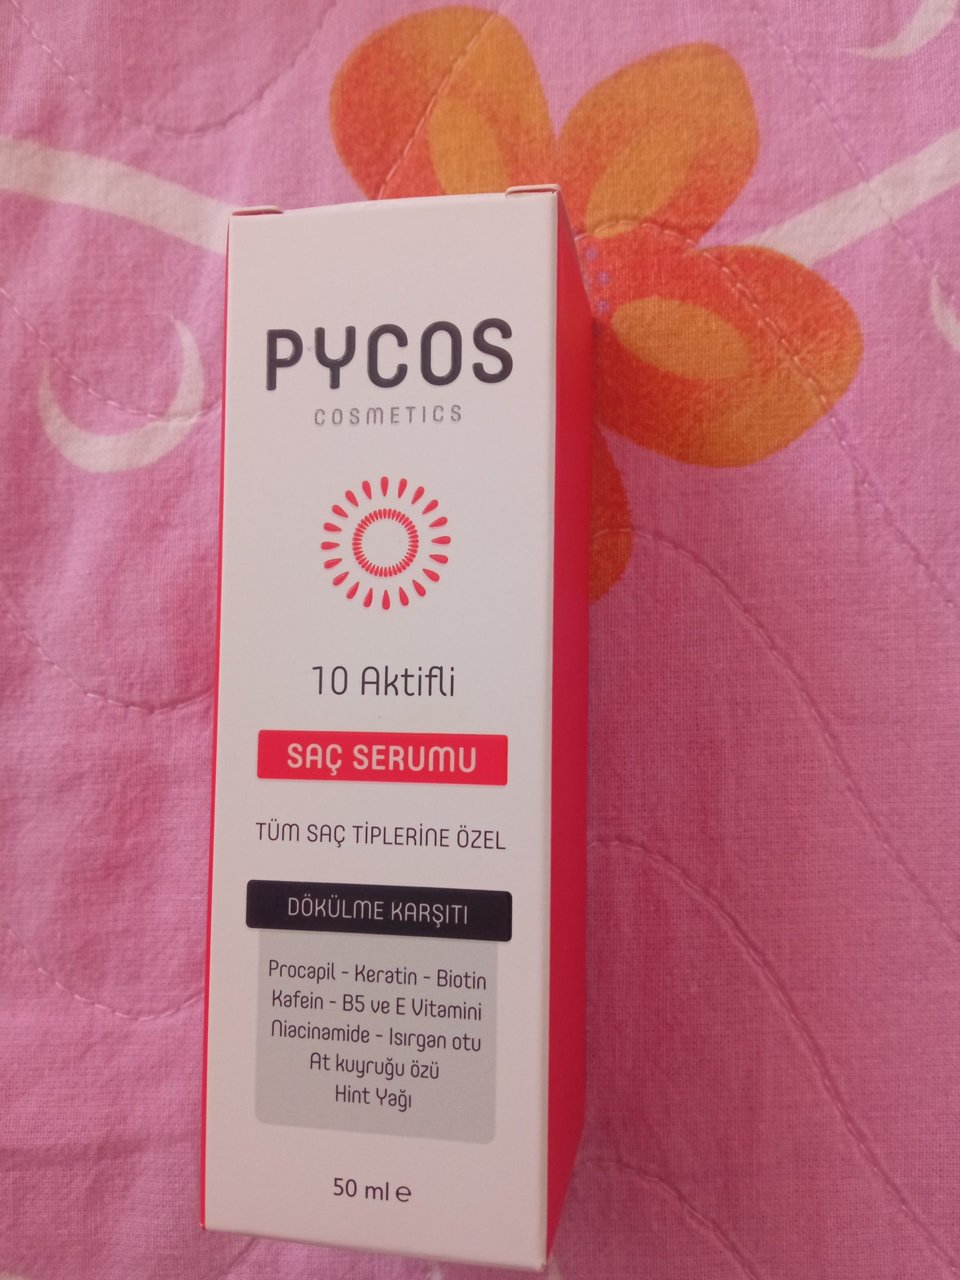 PYCOS
COSMETICS
10 Aktifli
SAÇ SERUMU
TÜM SAÇ TİPLERİNE ÖZEL
DÖKÜLME KARŞITI
Procapil - Keratin - Biotin
Kafein - B5 ve E Vitamini
Niacinamide - Isırgan otu
At kuyruğu özü
Hint Yağı
50 ml ℮